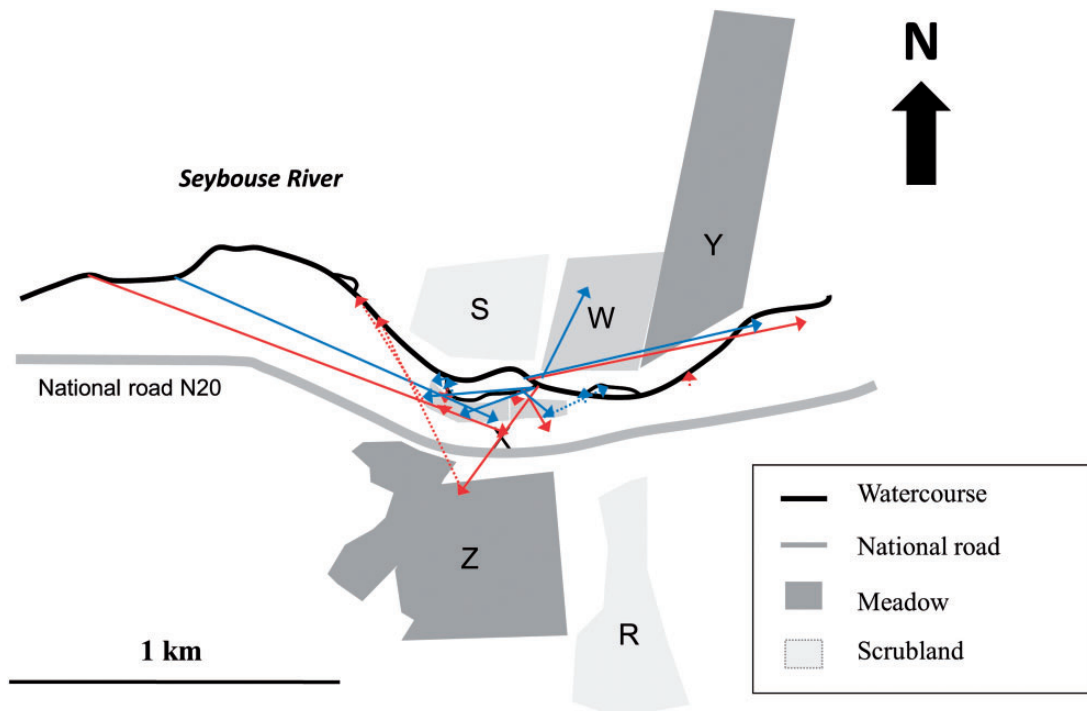 N
Seybouse River
Y
S
W
National road N20
Z
R
1 km
Watercourse
National road
Meadow
Scrubland